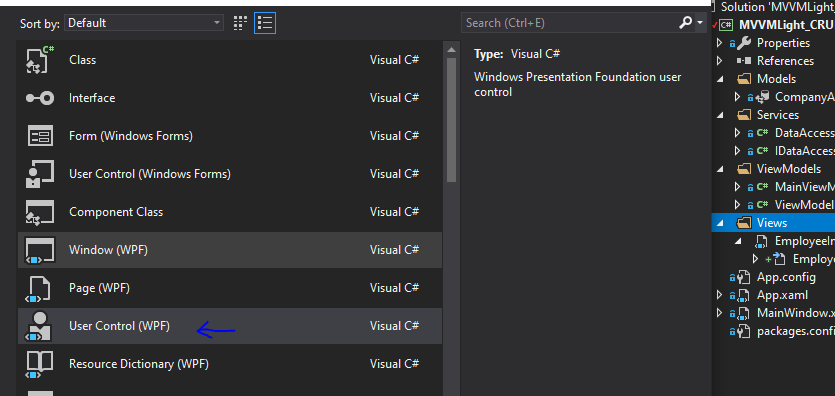 Sort by: Default
Class Visual C#
Interface Visual C#
Form (Windows Forms) Visual C#
User Control (Windows Forms) Visual C#
Component Class Visual C#
Window (WPF) Visual C#
Page (WPF) Visual C#
User Control (WPF) Visual C#
Resource Dictionary (WPF) Visual C#
Search (Ctrl+E)
Type: Visual C#
Windows Presentation Foundation user
control
Solution 'MVVMLight_
C# MVVMLight_CRU
Properties
References
Models
CompanyA
Services
C# DataAccess
C# IDataAccess
ViewModels
C# MainViewM
C# ViewModel
Views
EmployeeIn
Employe
App.config
App.xaml
MainWindow.x
packages.confi